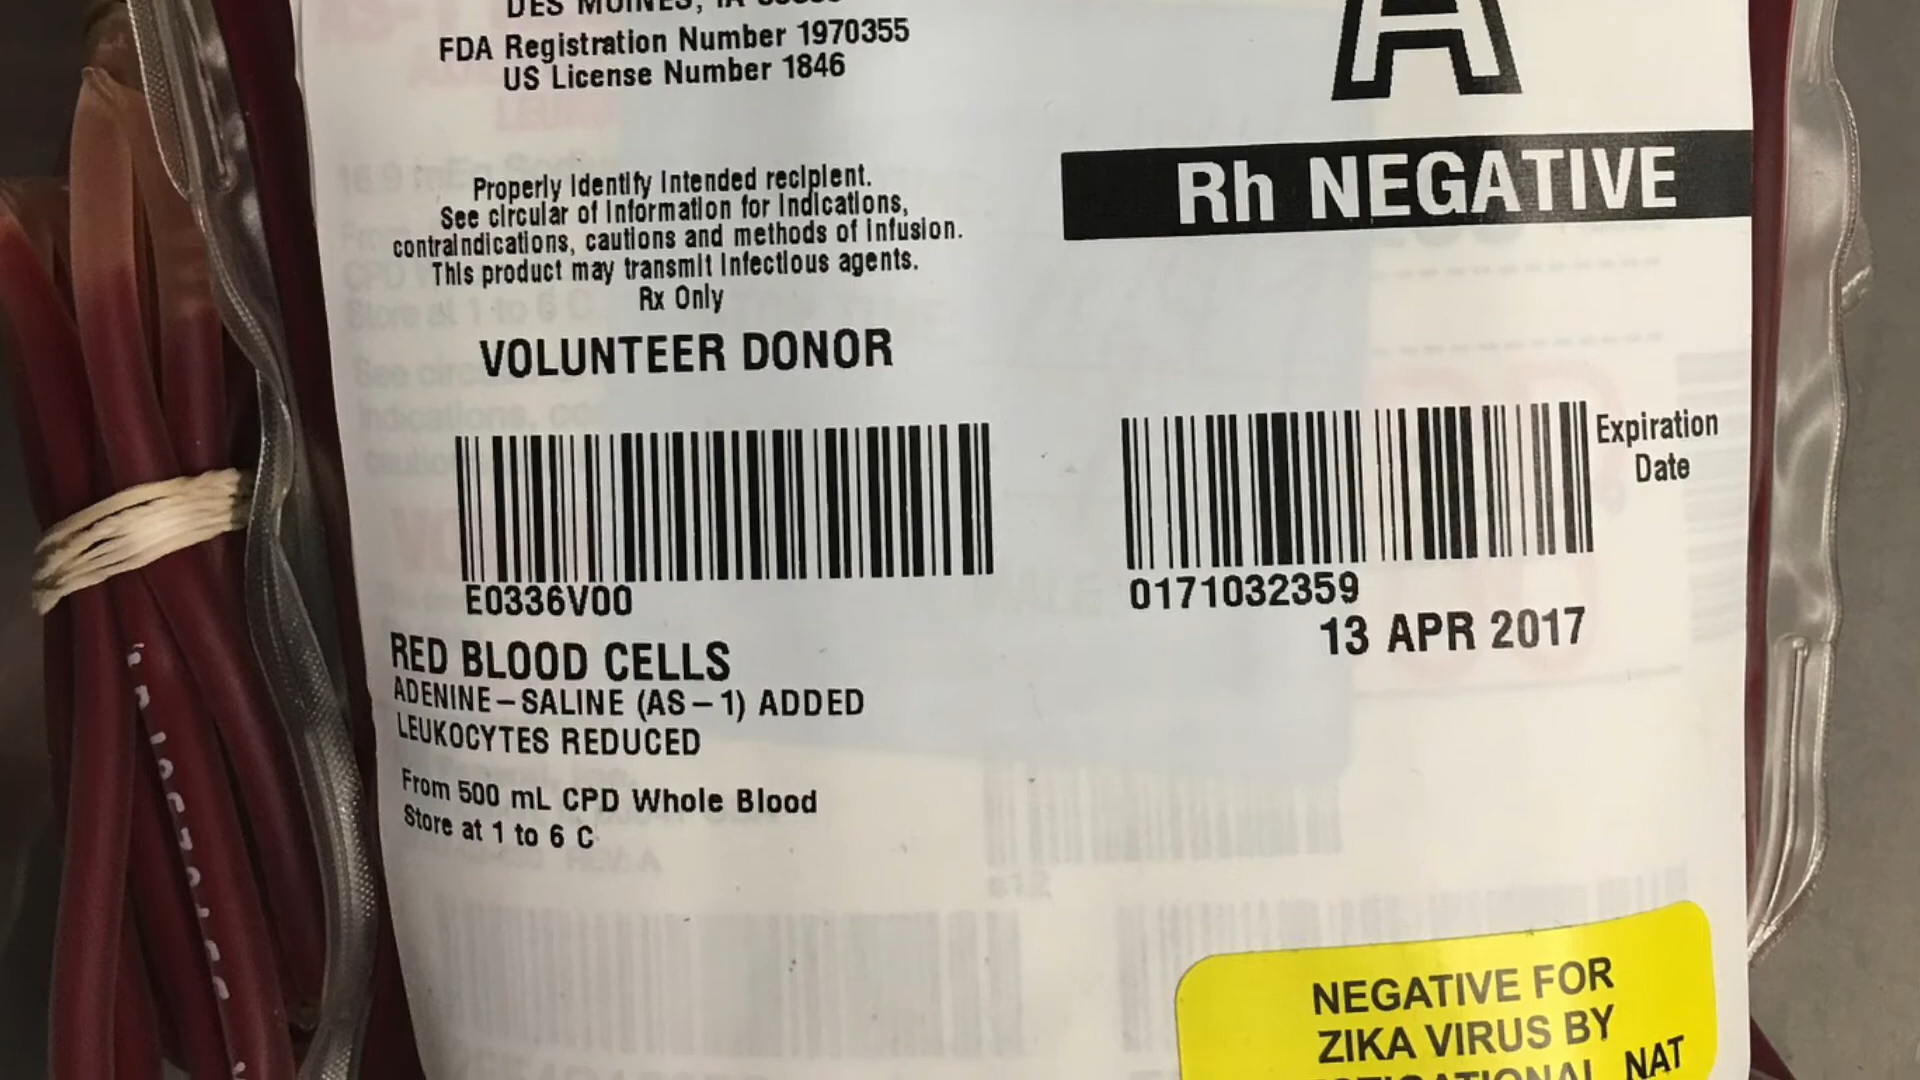 DES MOINES, IA
FDA Registration Number 1970355
US License Number 1846
A
Rh NEGATIVE
Properly Identify Intended recipient.
See circular of Information for Indications,
contraindications, cautions and methods of Infusion.
This product may transmit Infectious agents.
Rx Only
VOLUNTEER DONOR
Expiration
Date
E0336V00
0171032359
13 APR 2017
RED BLOOD CELLS
ADENINE-SALINE (AS-1) ADDED
LEUKOCYTES REDUCED
From 500 mL CPD Whole Blood
Store at 1 to 6 C
NEGATIVE FOR
ZIKA VIRUS BY
NAT